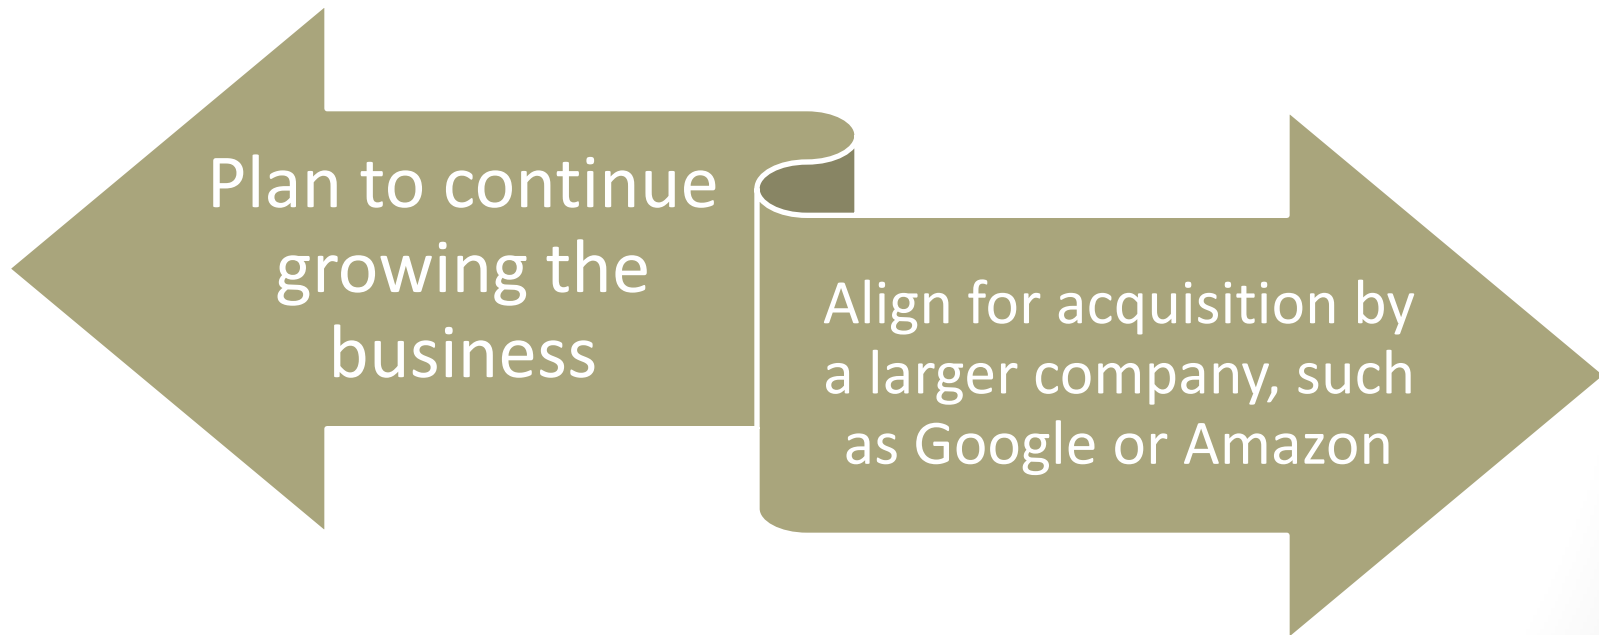 Plan to continue
growing the
business
Align for acquisition by
a larger company, such
as Google or Amazon